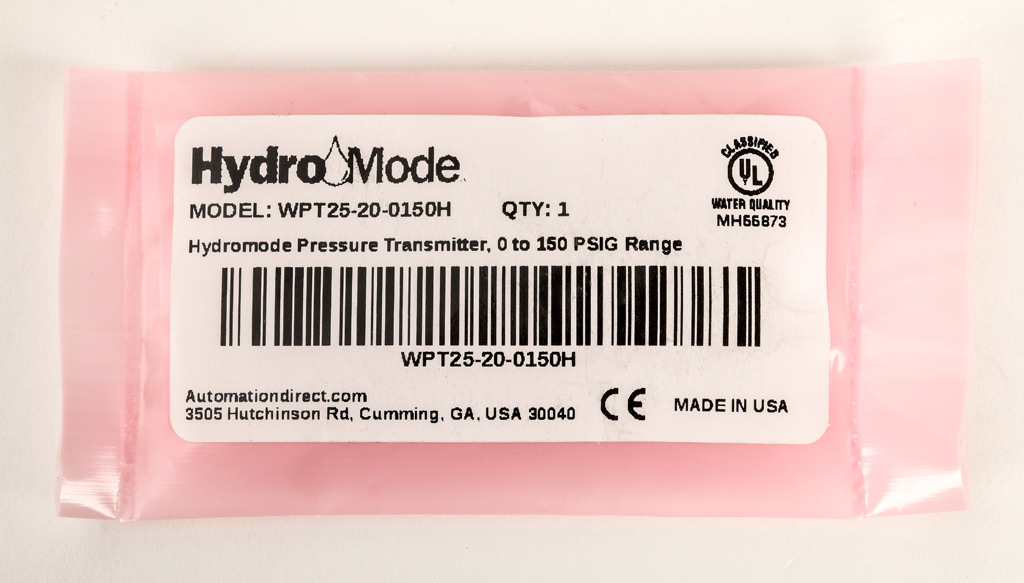 HydroMode
CLASSIFIED
UL
WATER QUALITY
MH66873
MODEL: WPT25-20-0150H QTY: 1
Hydromode Pressure Transmitter, 0 to 150 PSIG Range
WPT25-20-0150H
Automationdirect.com
3505 Hutchinson Rd, Cumming, GA, USA 30040
CE
MADE IN USA